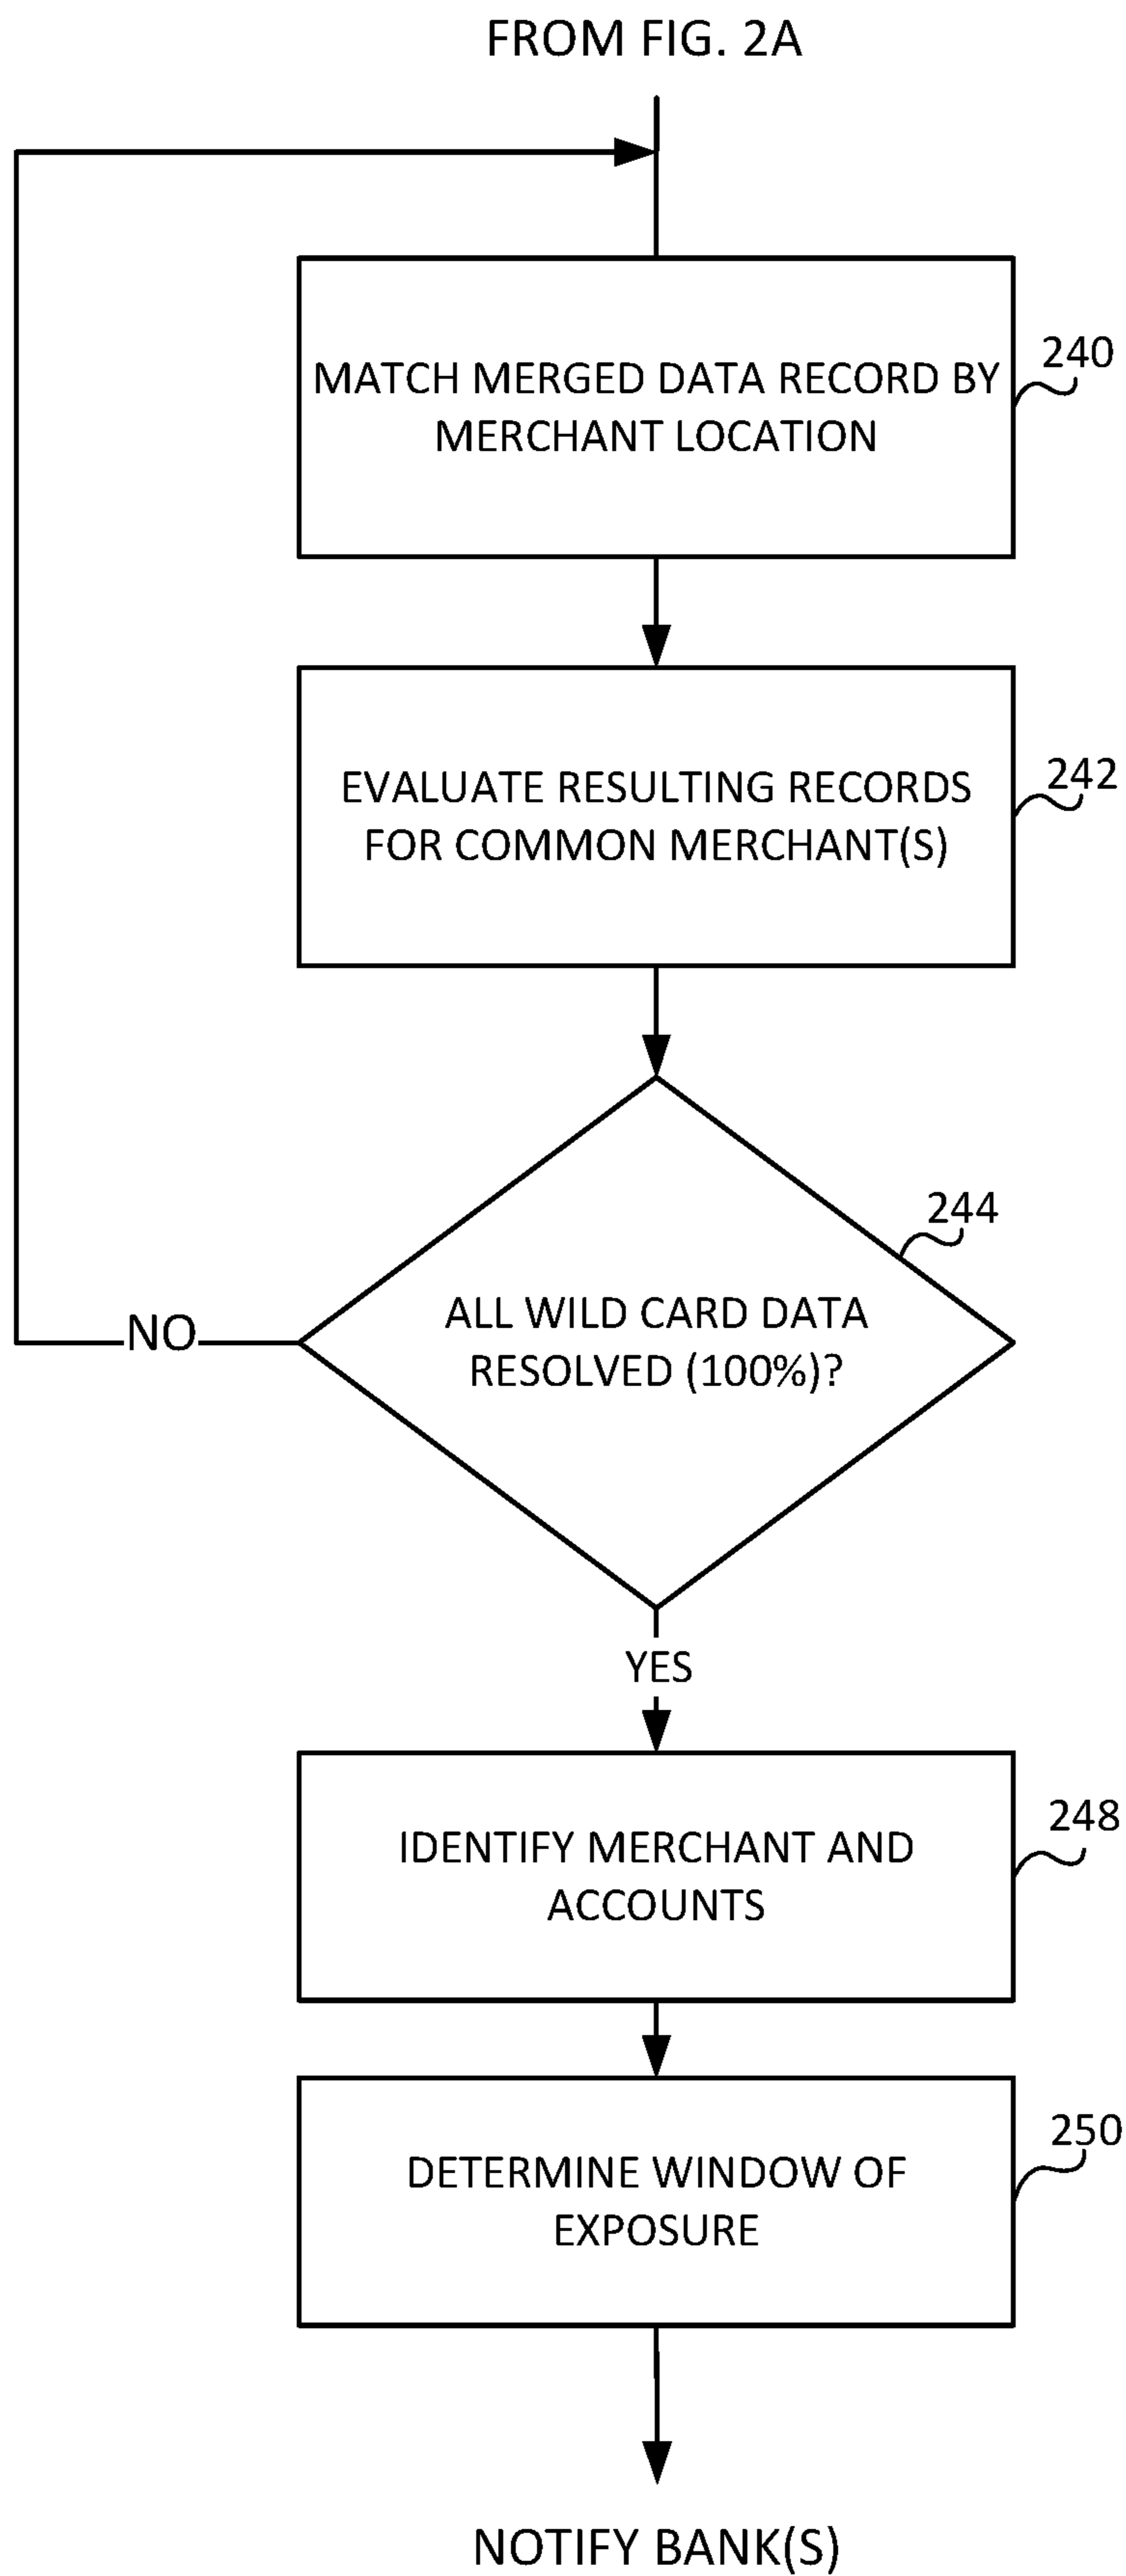 FROM FIG. 2A
MATCH MERGED DATA RECORD BY
MERCHANT LOCATION
240
EVALUATE RESULTING RECORDS
FOR COMMON MERCHANT(S)
242
244
ALL WILD CARD DATA
RESOLVED (100%)?
NO
YES
IDENTIFY MERCHANT AND
ACCOUNTS
248
DETERMINE WINDOW OF
EXPOSURE
250
NOTIFY BANK(S)